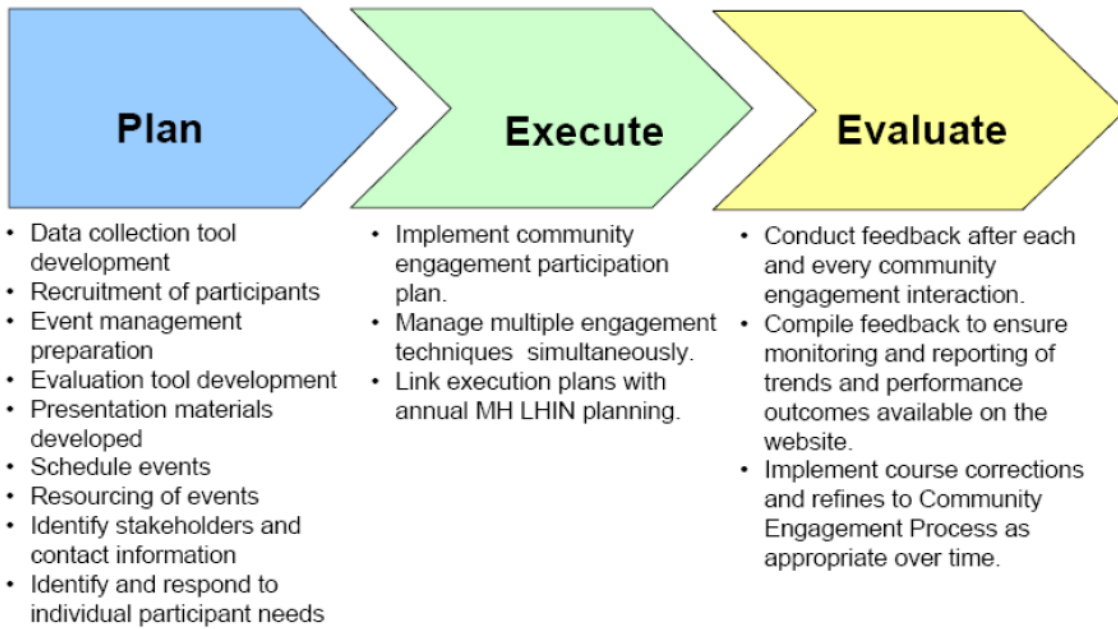 Plan
• Data collection tool
development
• Recruitment of participants
• Event management
preparation
• Evaluation tool development
• Presentation materials
developed
• Schedule events
• Resourcing of events
• Identify stakeholders and
contact information
• Identify and respond to
individual participant needs
Execute
• Implement community
engagement participation
plan.
• Manage multiple engagement
techniques simultaneously.
• Link execution plans with
annual MH LHIN planning.
Evaluate
• Conduct feedback after each
and every community
engagement interaction.
• Compile feedback to ensure
monitoring and reporting of
trends and performance
outcomes available on the
website.
• Implement course corrections
and refines to Community
Engagement Process as
appropriate over time.